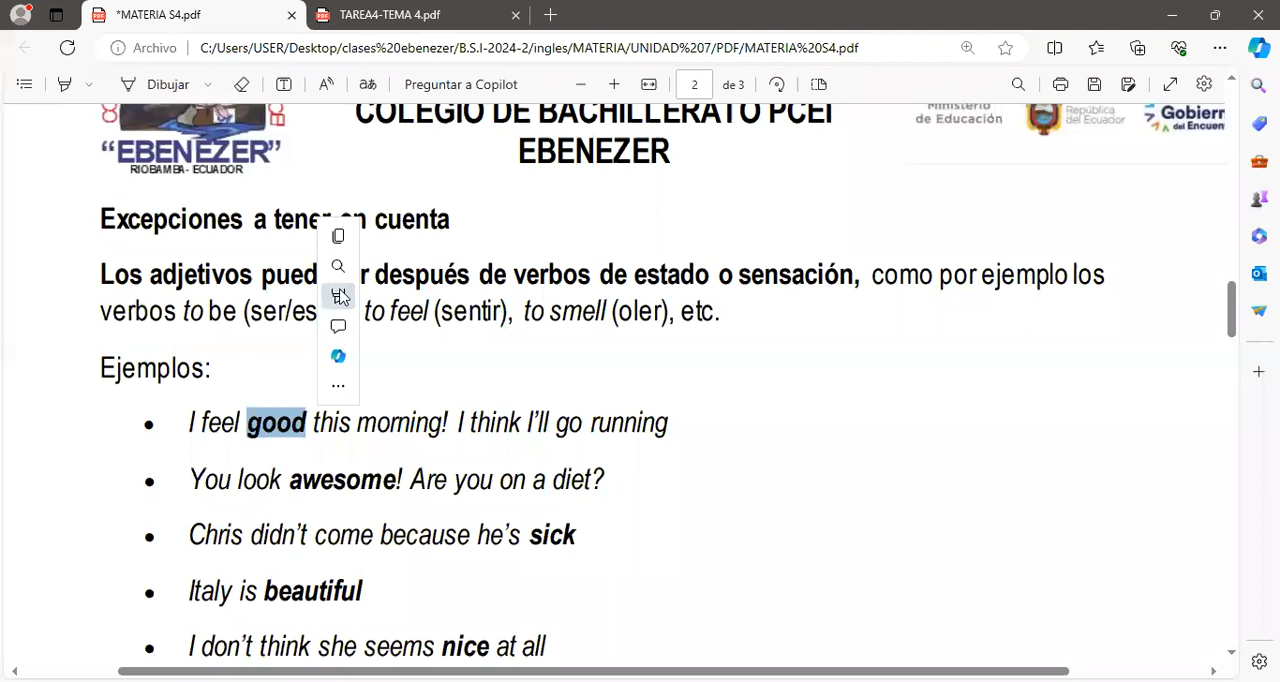 *MATERIA S4.pdf
TAREA4-TEMA 4.pdf
Archivo
C:/Users/USER/Desktop/clases%20ebenezer/B.S.I-2024-2/ingles/MATERIA/UNIDAD%207/PDF/MATERIA%20S4.pdf
Dibujar
Preguntar a Copilot
2
de 3
COLEGIO DE BACHILLERATO PCEI
EBENEZER
"EBENEZER"
RIOBAMBA- ECUADOR
Ministerio
de Educación
República
del Ecuador
Gobiern
del Encuen
Excepciones a tener en cuenta
Los adjetivos pued r después de verbos de estado o sensación, como por ejemplo los
verbos to be (ser/es to feel (sentir), to smell (oler), etc.
Ejemplos:
• I feel good this morning! I think I'll go running
• You look awesome! Are you on a diet?
• Chris didn't come because he's sick
• Italy is beautiful
• I don't think she seems nice at all